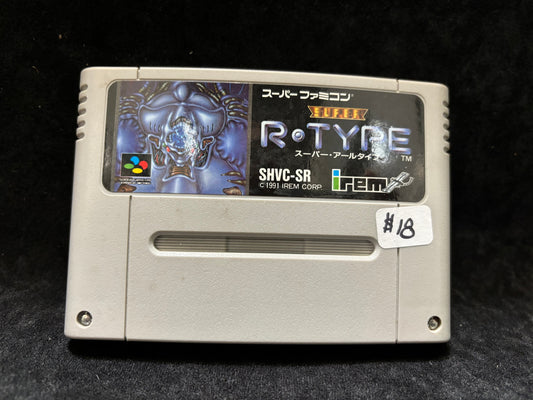 スーパーファミコン
SUPER
R・TYPE
スーパー・アールタイプ TM
SHVC-SR
©1991 IREM CORP.
irem
$18